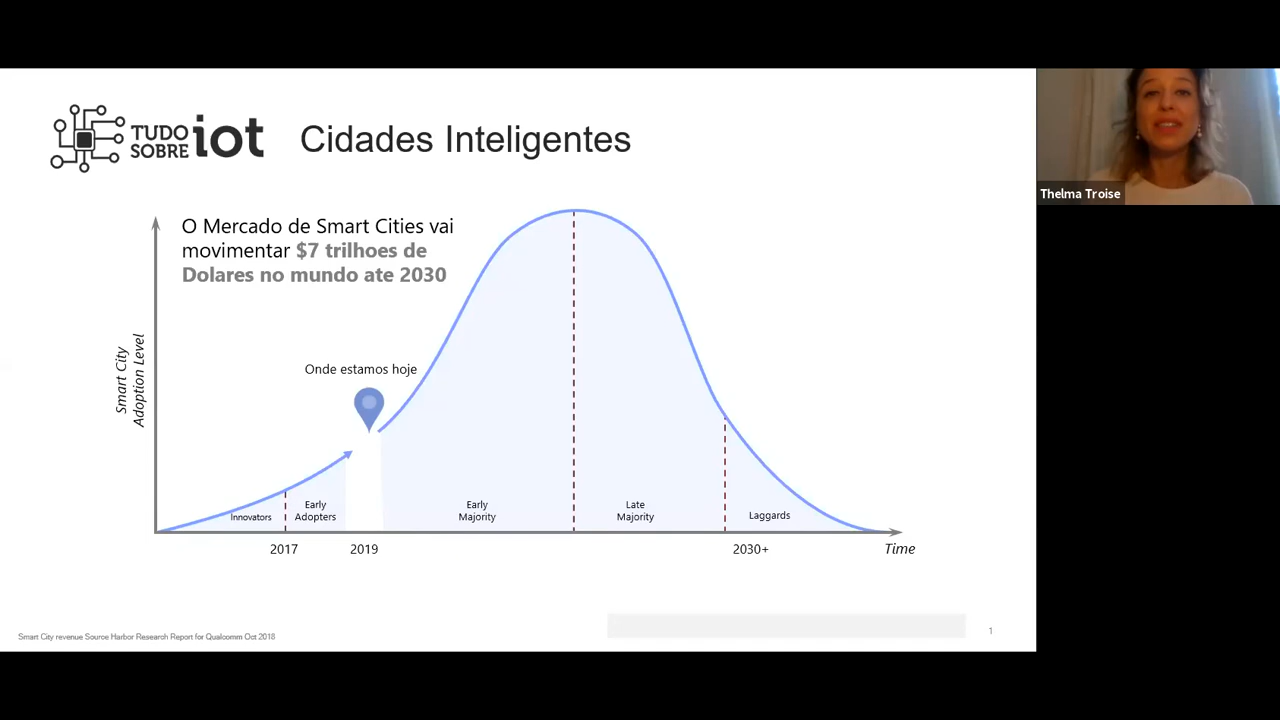 TUDO
SOBRE
iot
Cidades Inteligentes
Thelma Troise
O Mercado de Smart Cities vai
movimentar $7 trilhoes de
Dolares no mundo ate 2030
Smart City
Adoption Level
Onde estamos hoje
Innovators
Early
Adopters
Early
Majority
Late
Majority
Laggards
2017
2019
2030+
Time
Smart City revenue Source Harbor Research Report for Qualcomm Oct 2018
1